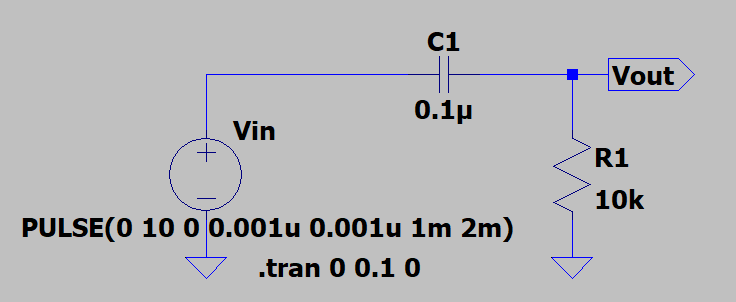 C1
Vout
0.1µ
Vin
R1
10k
PULSE(0 10 0 0.001u 0.001u 1m 2m)
.tran 0 0.1 0